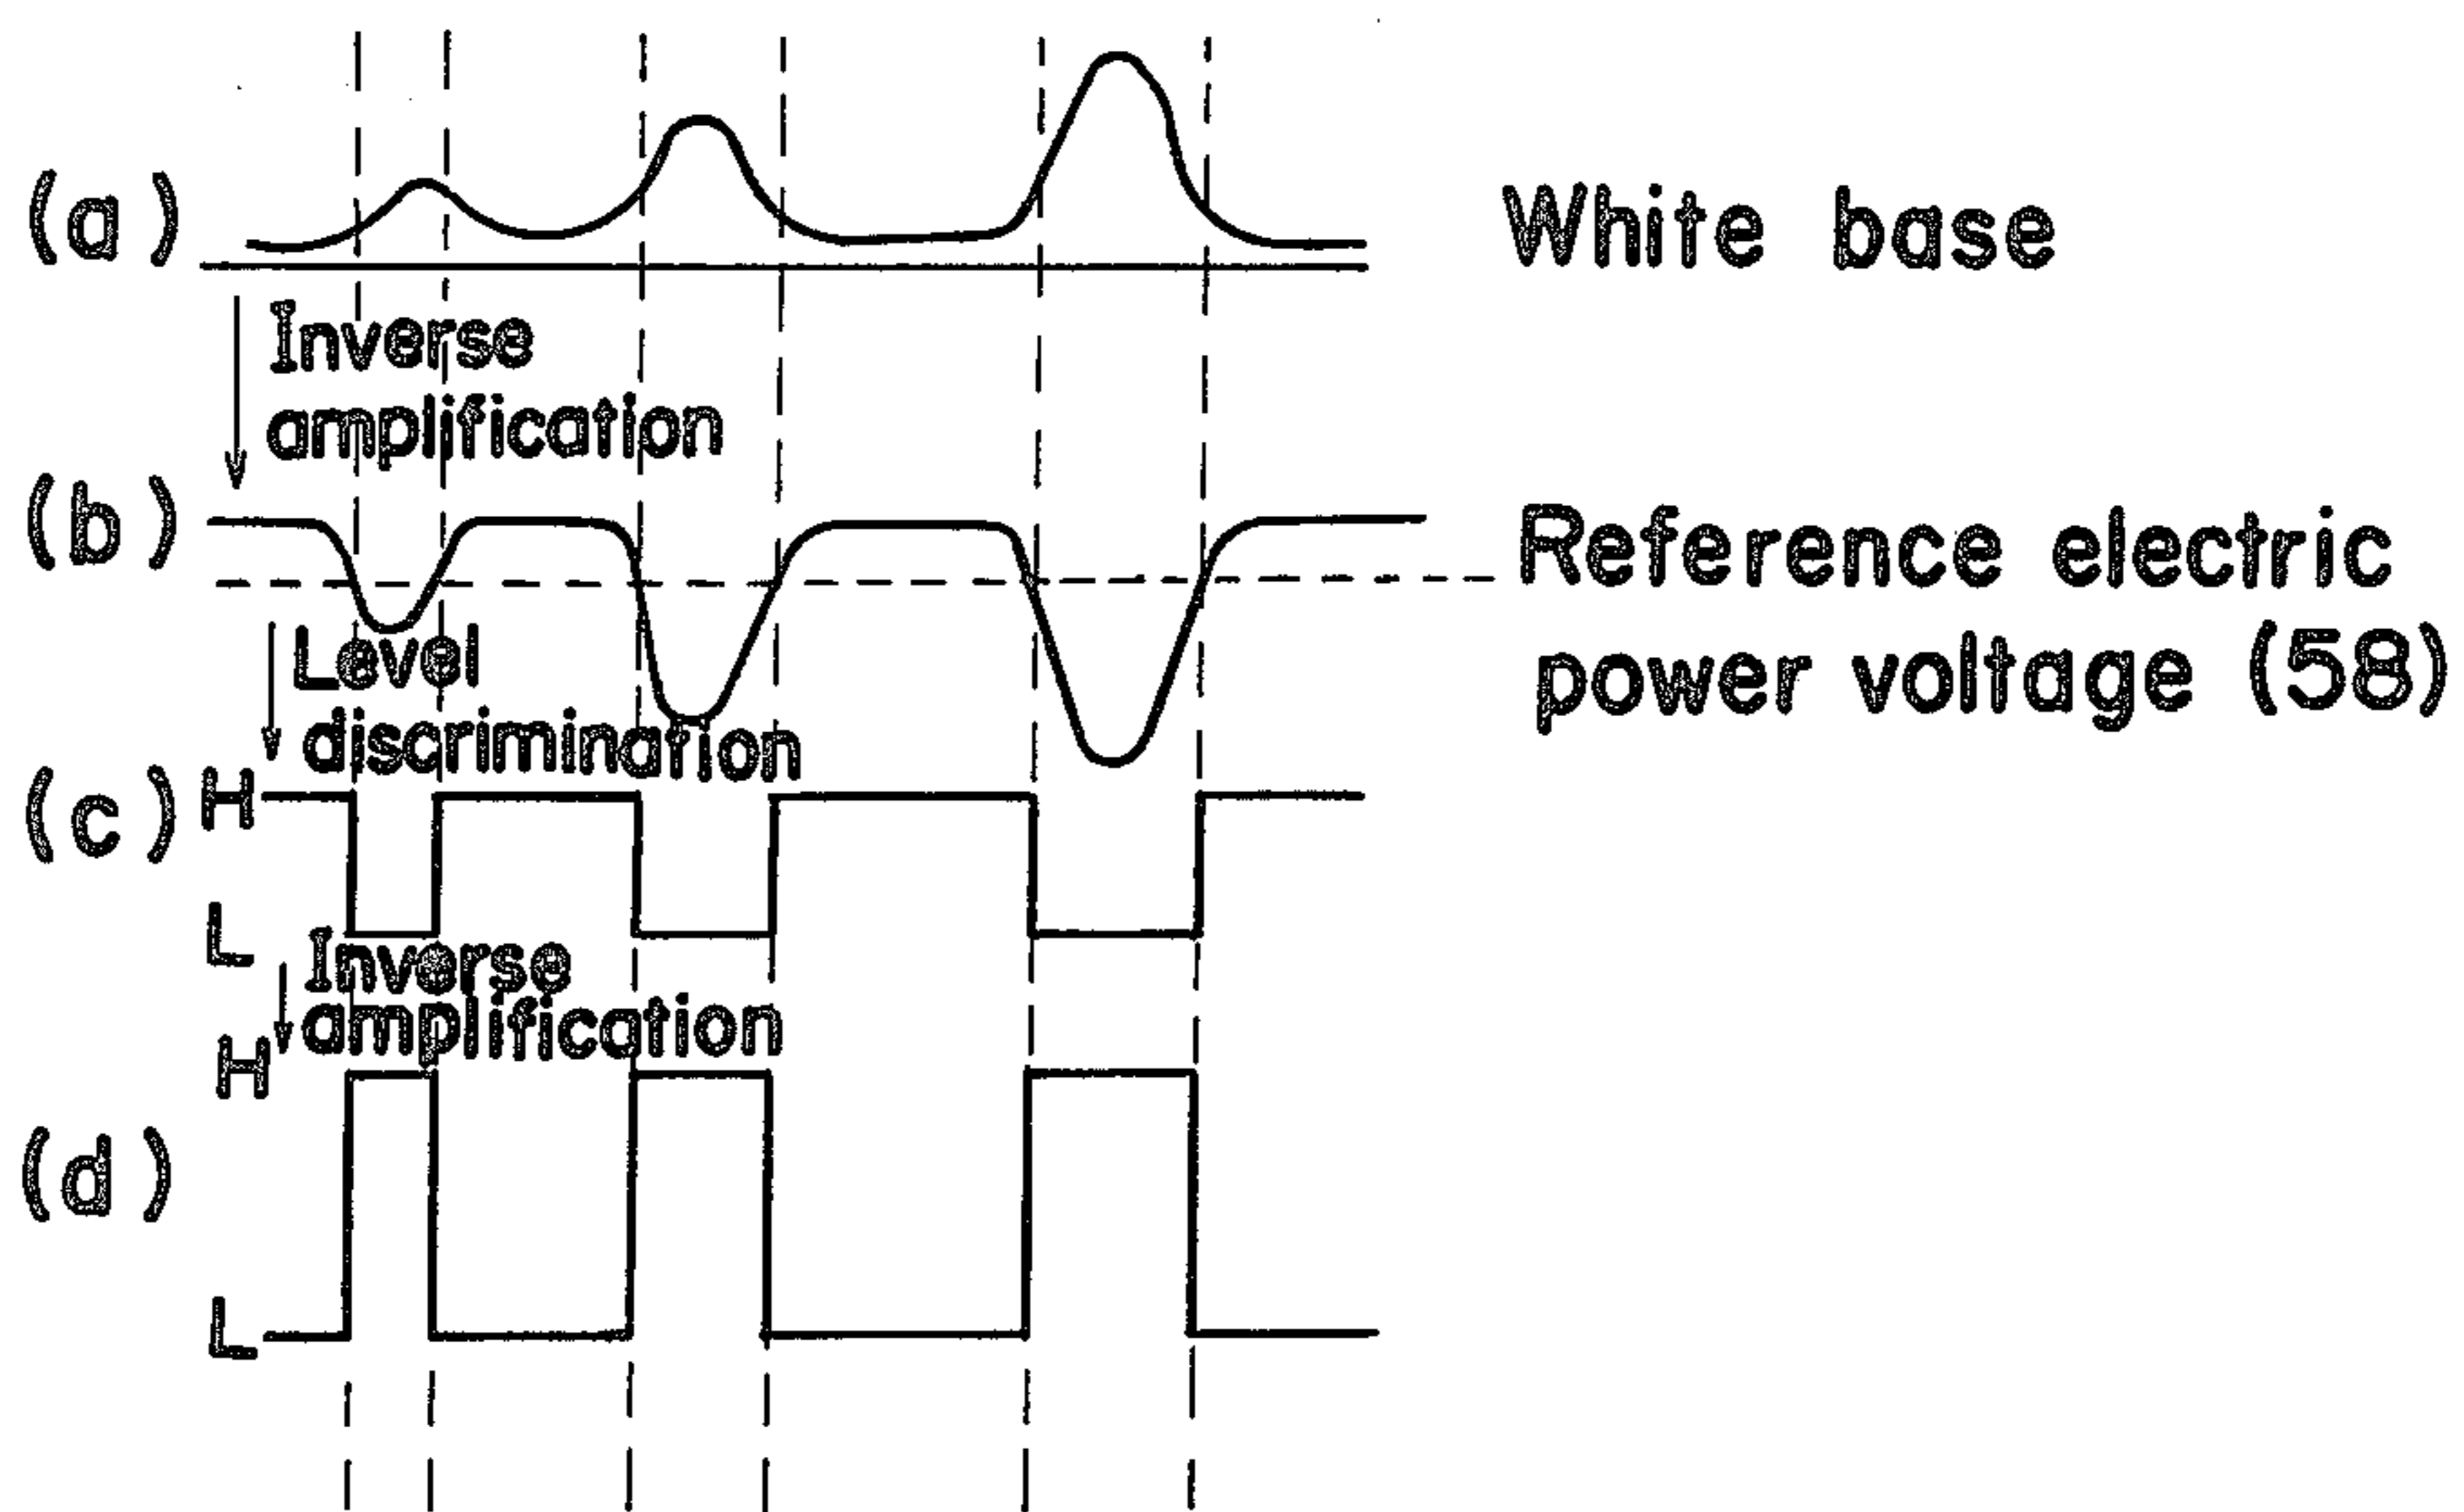 (a)
White base
Inverse
amplification
(b)
Reference electric
power voltage (58)
Level
discrimination
(c)
H
L
Inverse
amplification
H
(d)
L